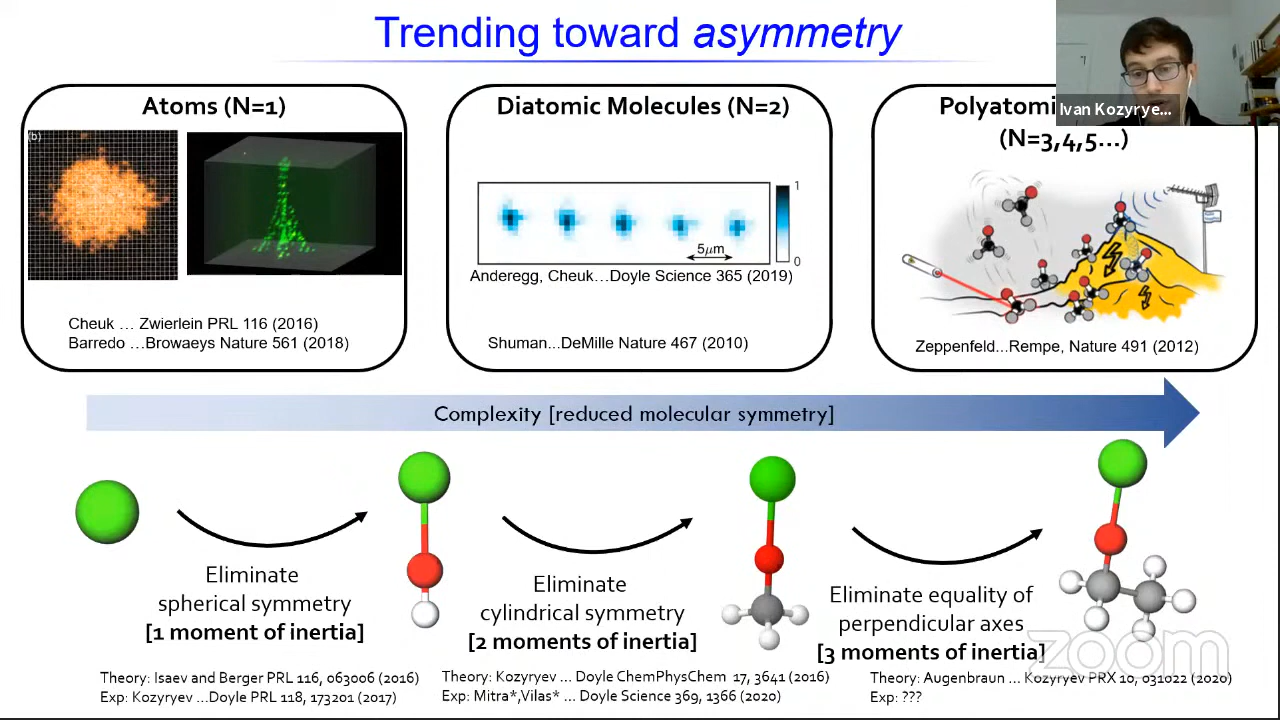 Trending toward asymmetry
Ivan Kozyrye...
Atoms (N=1)
(b)
Cheuk ... Zwierlein PRL 116 (2016)
Barredo ...Browaeys Nature 561 (2018)
Diatomic Molecules (N=2)
1
5μm
0
Anderegg, Cheuk...Doyle Science 365 (2019)
Shuman...DeMille Nature 467 (2010)
(N=3,4,5...)
Zeppenfeld...Rempe, Nature 491 (2012)
Complexity [reduced molecular symmetry]
Eliminate
spherical symmetry
[1 moment of inertia]
Eliminate
cylindrical symmetry
[2 moments of inertia]
Eliminate equality of
perpendicular axes
[3 moments of inertia]
Theory: Isaev and Berger PRL 116, 063006 (2016)
Exp: Kozyryev ...Doyle PRL 118, 173201 (2017)
Theory: Kozyryev ... Doyle ChemPhysChem 17, 3641 (2016)
Exp: Mitra*,Vilas* ... Doyle Science 369, 1366 (2020)
Theory: Augenbraun ... Kozyryev PRX 10, 031022 (2020)
Exp: ???
zoom